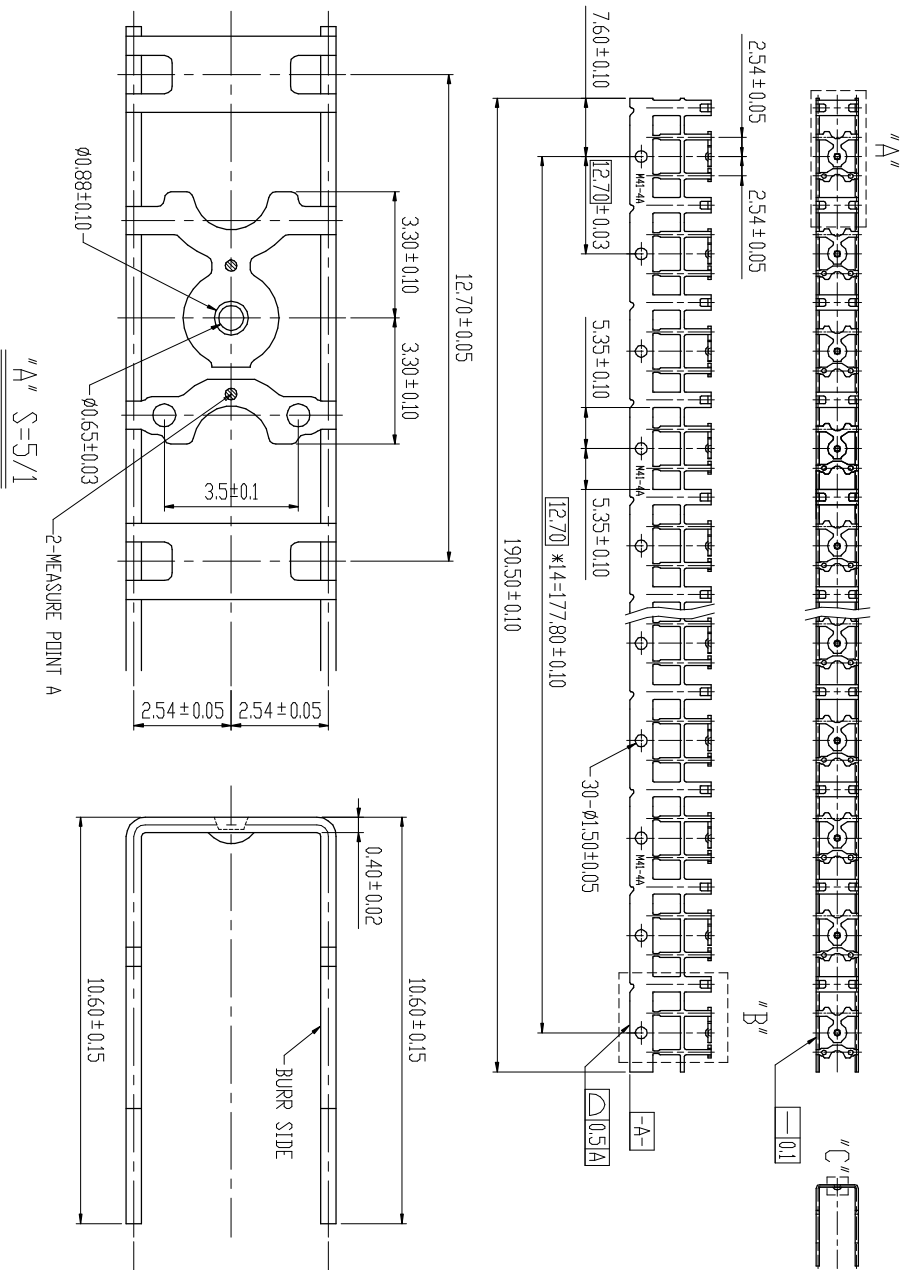 "A"
"C"
2.54±0.05
2.54±0.05
— 0.1
7.60±0.10
12.70±0.03
M41-4A
M41-4A
M41-4A
5.35±0.10
5.35±0.10
12.70 *14=177.80±0.10
190.50±0.10
30-ø1.50±0.05
"B"
-A-
⌓ 0.5 A
12.70±0.05
3.30±0.10
3.30±0.10
ø0.88±0.10
ø0.65±0.03
3.5±0.1
2-MEASURE POINT A
2.54±0.05
2.54±0.05
"A" S=5/1
0.40±0.02
10.60±0.15
10.60±0.15
BURR SIDE